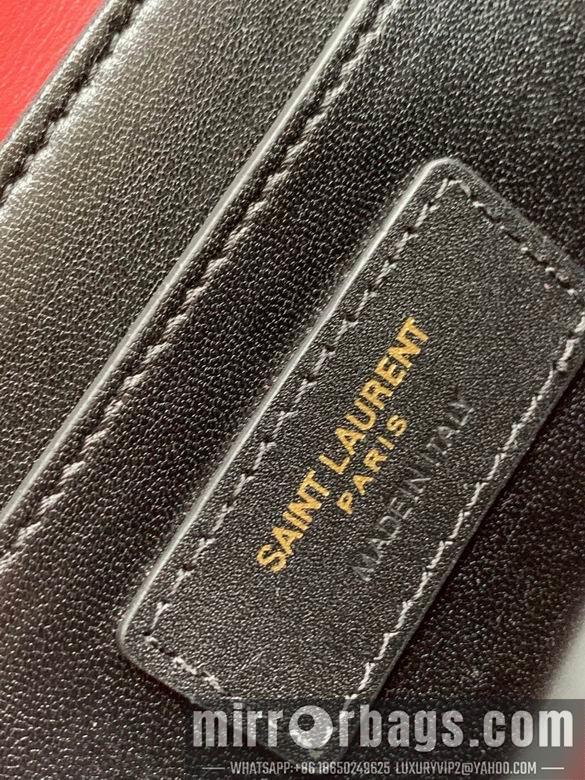 SAINT LAURENT
PARIS
MADE IN ITALY
mirrorbags.com
WHATSAPP:+86 18650249625 LUXURYVIP2@YAHOO.COM